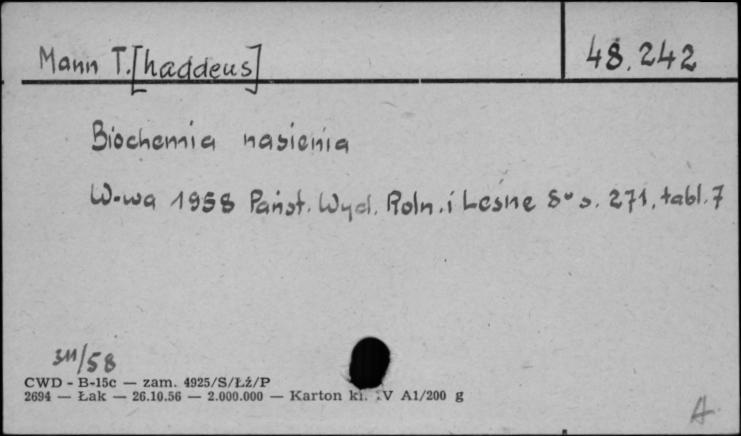 Mann T.[haddeus]
48.242
Biochemia nasienia
W-wa 1958 Państ. Wyd. Roln. i Leśne 8° s. 271, tabl. 7
311/58
CWD - B-15c — zam. 4925/S/Łż/P
2694 — Łak — 26.10.56 — 2.000.000 — Karton kl. IV A1/200 g
A